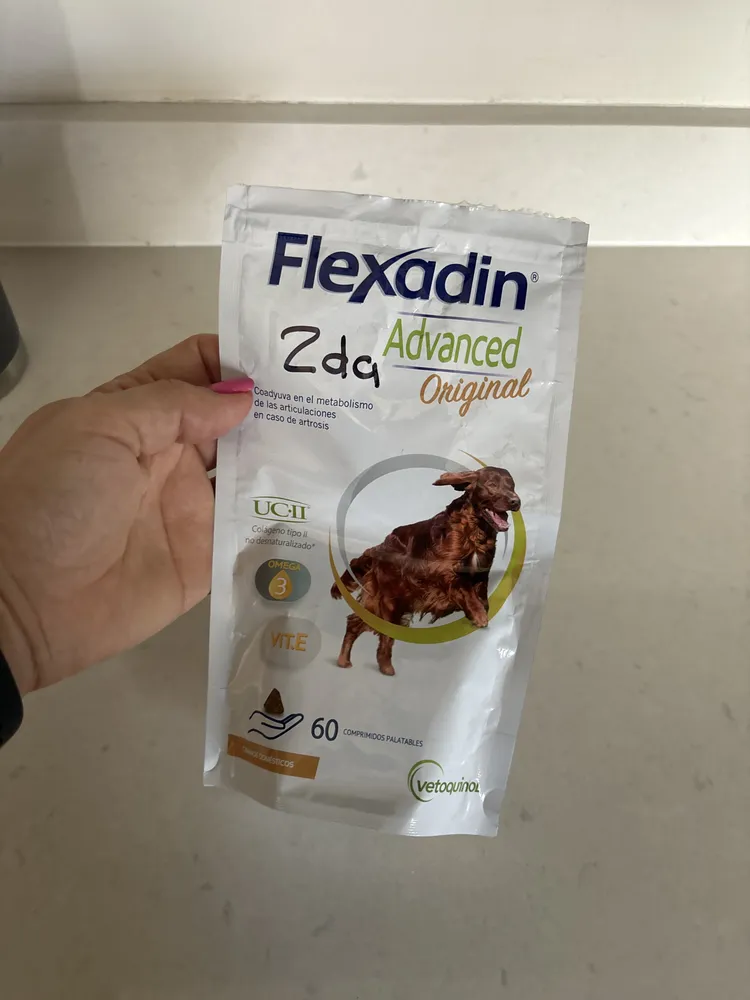 Flexadin®
Advanced
Original
2da
Coadyuva en el metabolismo
de las articulaciones
en caso de artrosis
UC·II
Colágeno tipo II
no desnaturalizado*
OMEGA
3
VIT.E
60 COMPRIMIDOS PALATABLES
vetoquinol